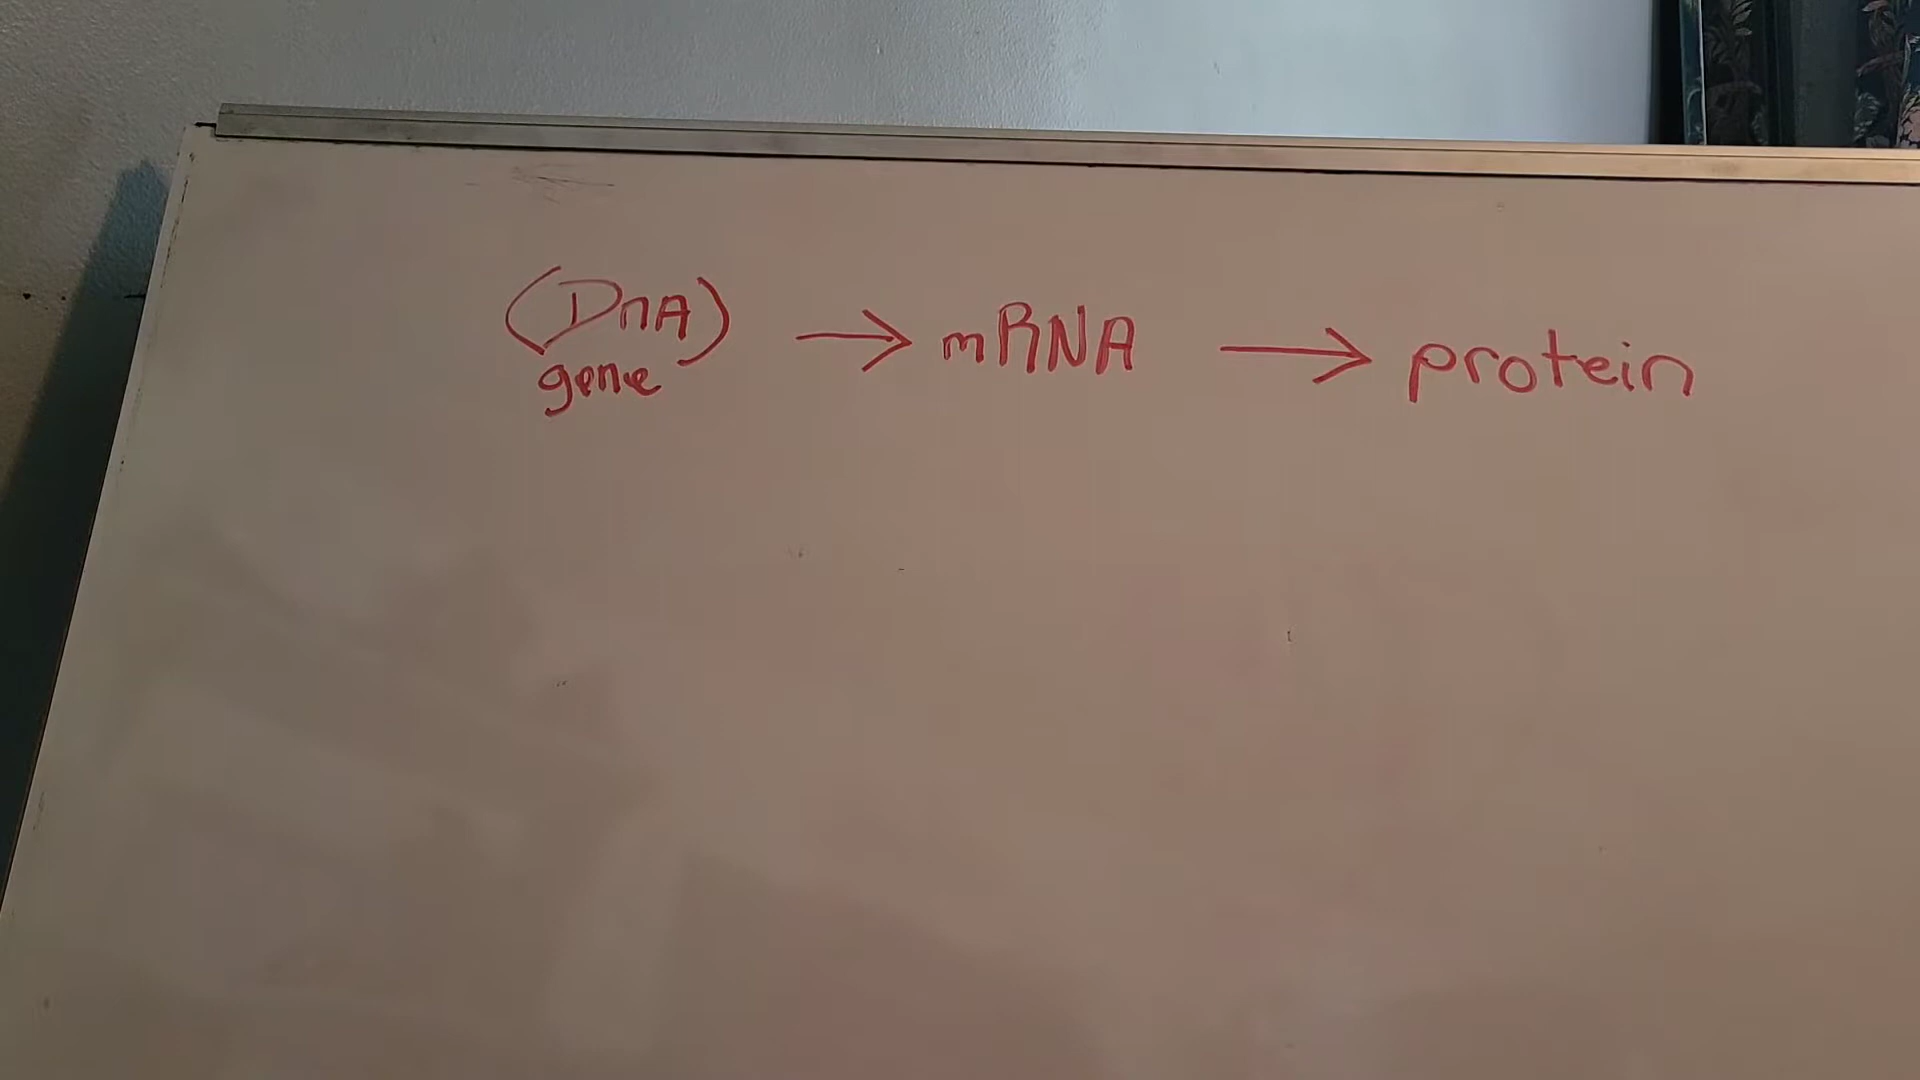 (DnA) → mRNA → protein
gene